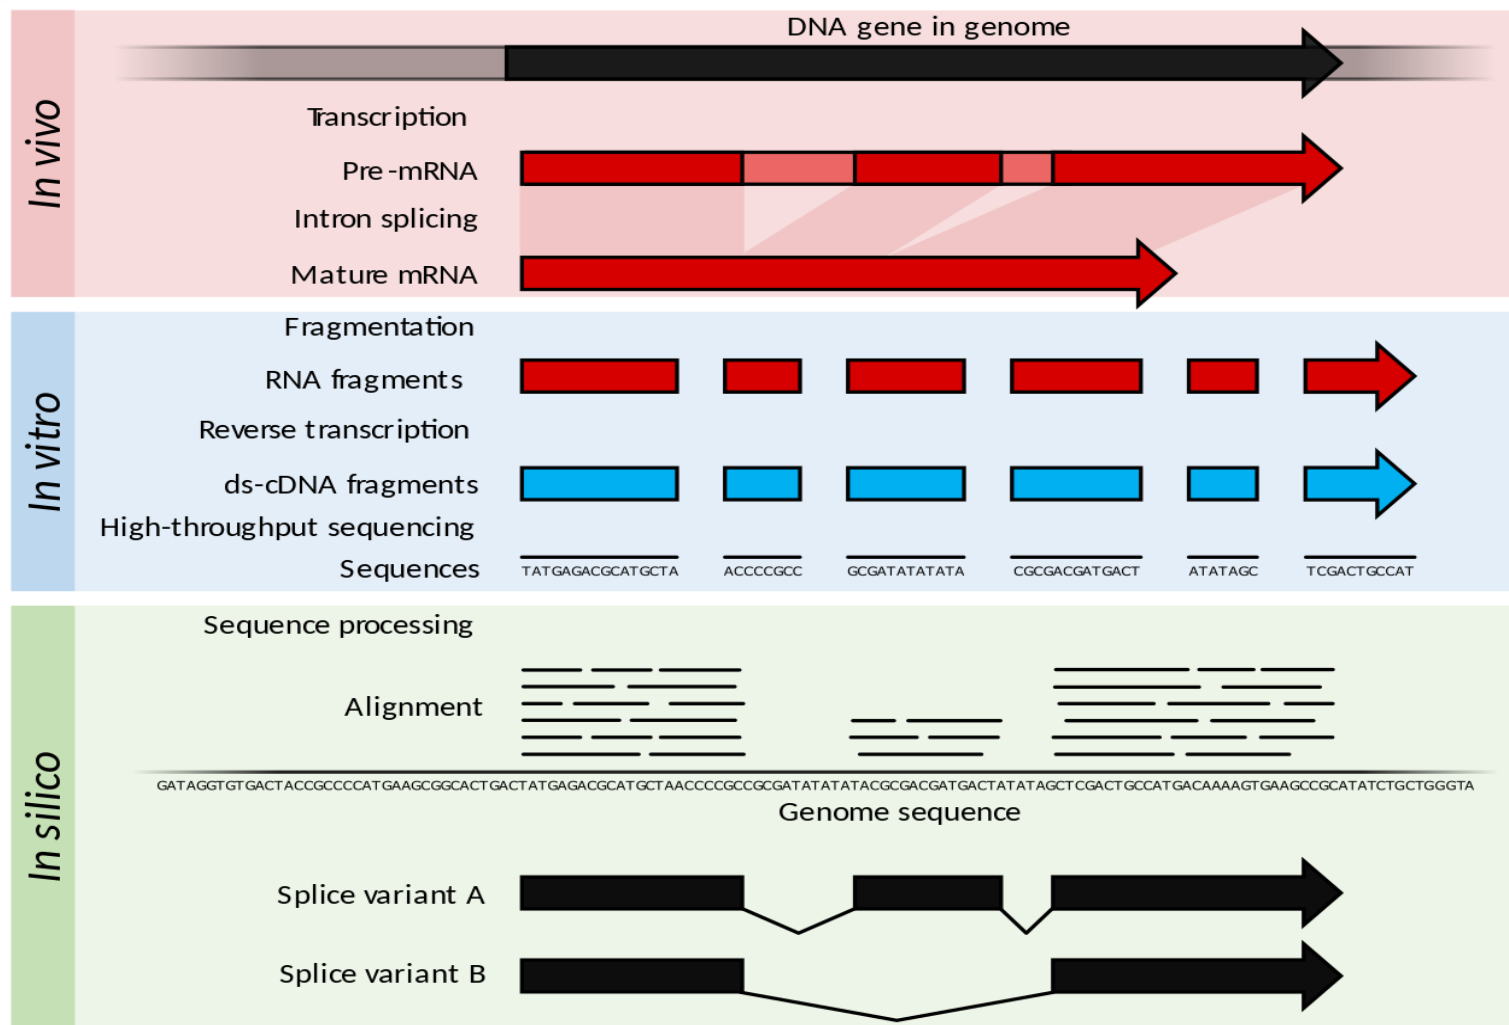 In vivo
DNA gene in genome
Transcription
Pre-mRNA
Intron splicing
Mature mRNA
In vitro
Fragmentation
RNA fragments
Reverse transcription
ds-cDNA fragments
High-throughput sequencing
Sequences TATGAGACGCATGCTA ACCCCGCC GCGATATATATA CGCGACGATGACT ATATAGC TCGACTGCCAT
In silico
Sequence processing
Alignment
GATAGGTGTGACTACCGCCCCATGAAGCGGCACTGACTATGAGACGCATGCTAACCCCGCCGCGATATATATACGCGACGATGACTATATAGCTCGACTGCCATGACAAAAGTGAAGCCGCATATCTGCTGGGTA
Genome sequence
Splice variant A
Splice variant B